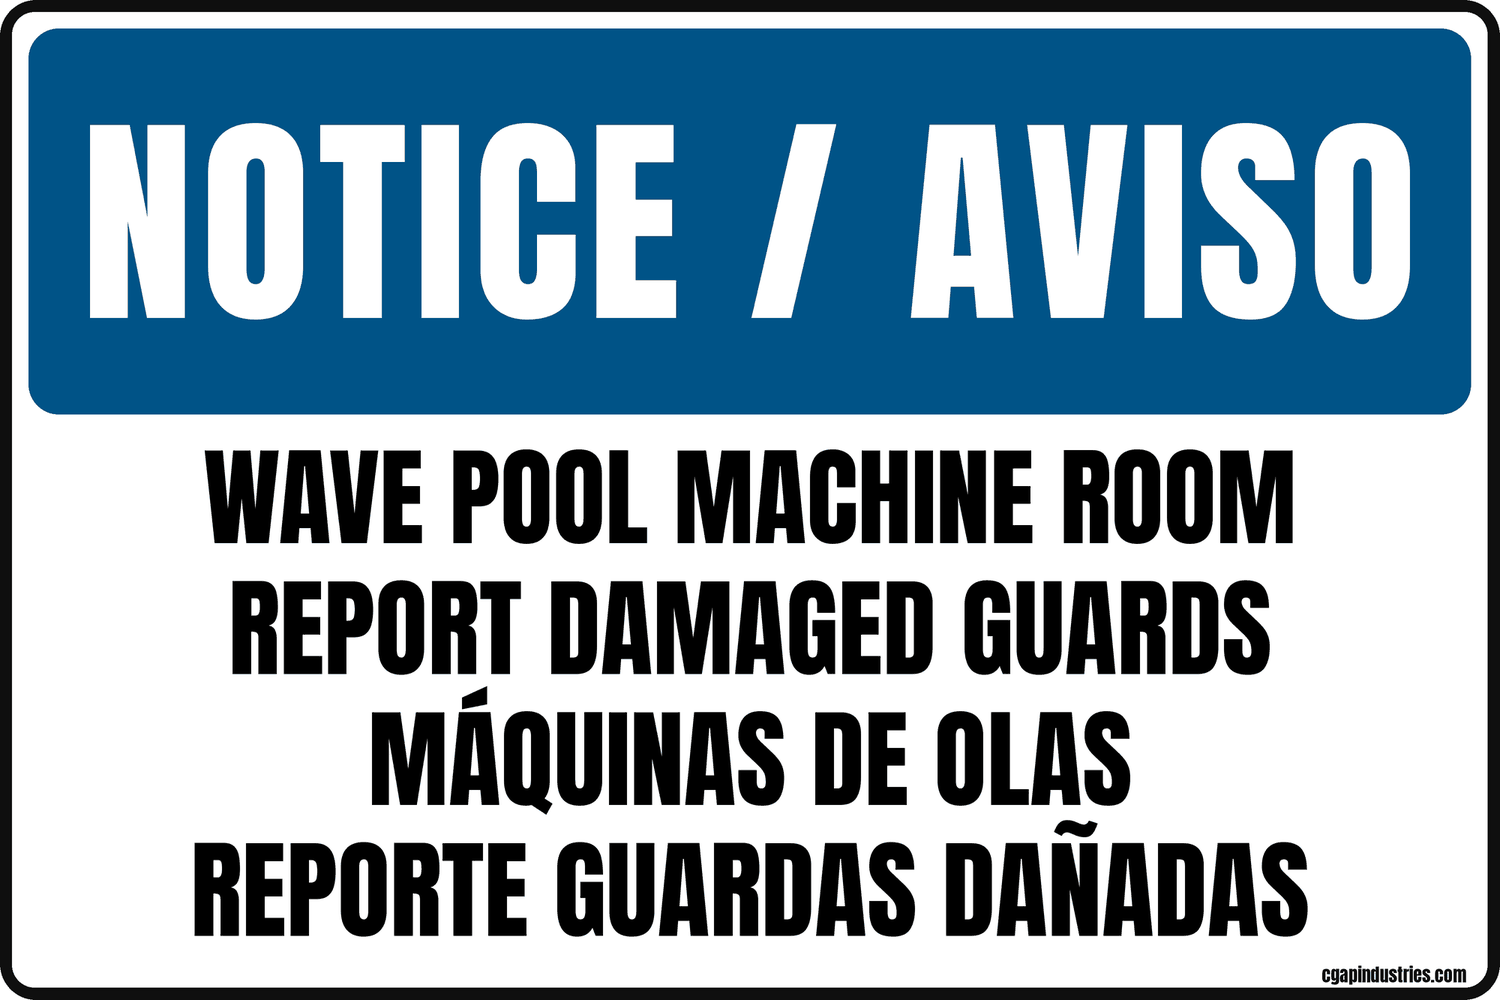 NOTICE / AVISO
WAVE POOL MACHINE ROOM
REPORT DAMAGED GUARDS
MÁQUINAS DE OLAS
REPORTE GUARDAS DAÑADAS
cgapindustries.com